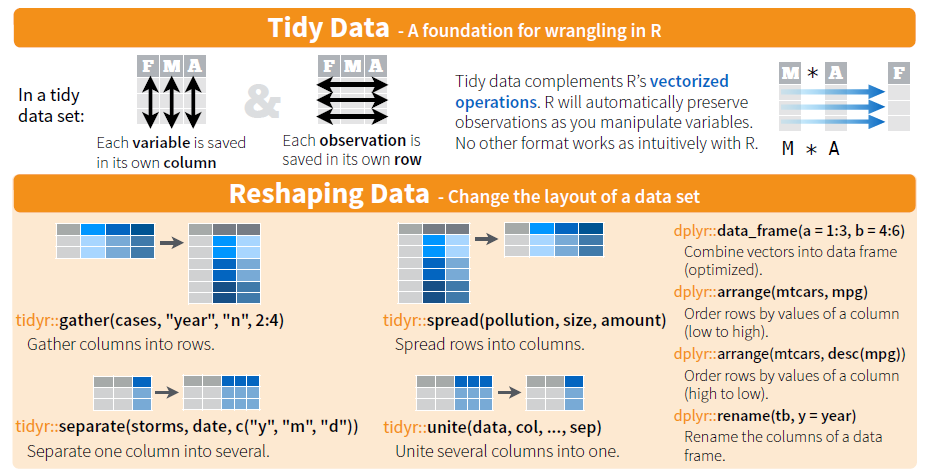 Tidy Data - A foundation for wrangling in R
In a tidy
data set:
F M A
Each variable is saved
in its own column
&
F M A
Each observation is
saved in its own row
Tidy data complements R’s vectorized
operations. R will automatically preserve
observations as you manipulate variables.
No other format works as intuitively with R.
M * A F
M * A
Reshaping Data - Change the layout of a data set
tidyr::gather(cases, "year", "n", 2:4)
Gather columns into rows.
tidyr::spread(pollution, size, amount)
Spread rows into columns.
tidyr::separate(storms, date, c("y", "m", "d"))
Separate one column into several.
tidyr::unite(data, col, ..., sep)
Unite several columns into one.
dplyr::data_frame(a = 1:3, b = 4:6)
Combine vectors into data frame
(optimized).
dplyr::arrange(mtcars, mpg)
Order rows by values of a column
(low to high).
dplyr::arrange(mtcars, desc(mpg))
Order rows by values of a column
(high to low).
dplyr::rename(tb, y = year)
Rename the columns of a data
frame.